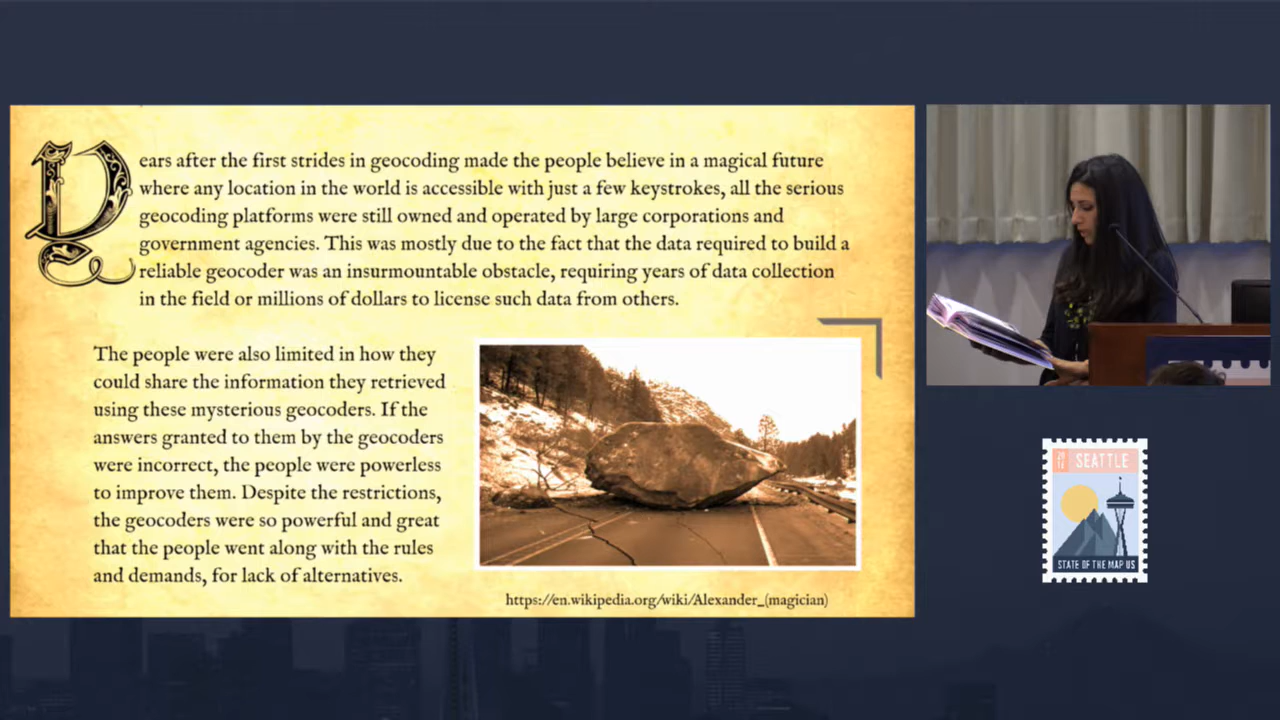 Years after the first strides in geocoding made the people believe in a magical future
where any location in the world is accessible with just a few keystrokes, all the serious
geocoding platforms were still owned and operated by large corporations and
government agencies. This was mostly due to the fact that the data required to build a
reliable geocoder was an insurmountable obstacle, requiring years of data collection
in the field or millions of dollars to license such data from others.
The people were also limited in how they
could share the information they retrieved
using these mysterious geocoders. If the
answers granted to them by the geocoders
were incorrect, the people were powerless
to improve them. Despite the restrictions,
the geocoders were so powerful and great
that the people went along with the rules
and demands, for lack of alternatives.
https://en.wikipedia.org/wiki/Alexander_(magician)
SEATTLE
STATE OF THE MAP US